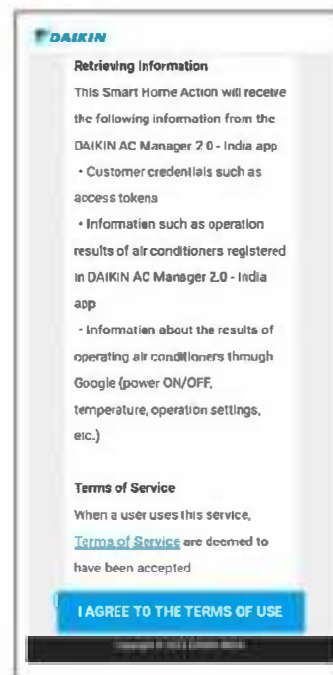 DAIKIN
Retrieving Information
This Smart Home Action will receive
the following information from the
DAIKIN AC Manager 2.0 - India app
• Customer credentials such as
access tokens
• Information such as operation
results of air conditioners registered
in DAIKIN AC Manager 2.0 - India
app
• Information about the results of
operating air conditioners through
Google (power ON/OFF,
temperature, operation settings,
etc.)
Terms of Service
When a user uses this service,
Terms of Service are deemed to
have been accepted
I AGREE TO THE TERMS OF USE